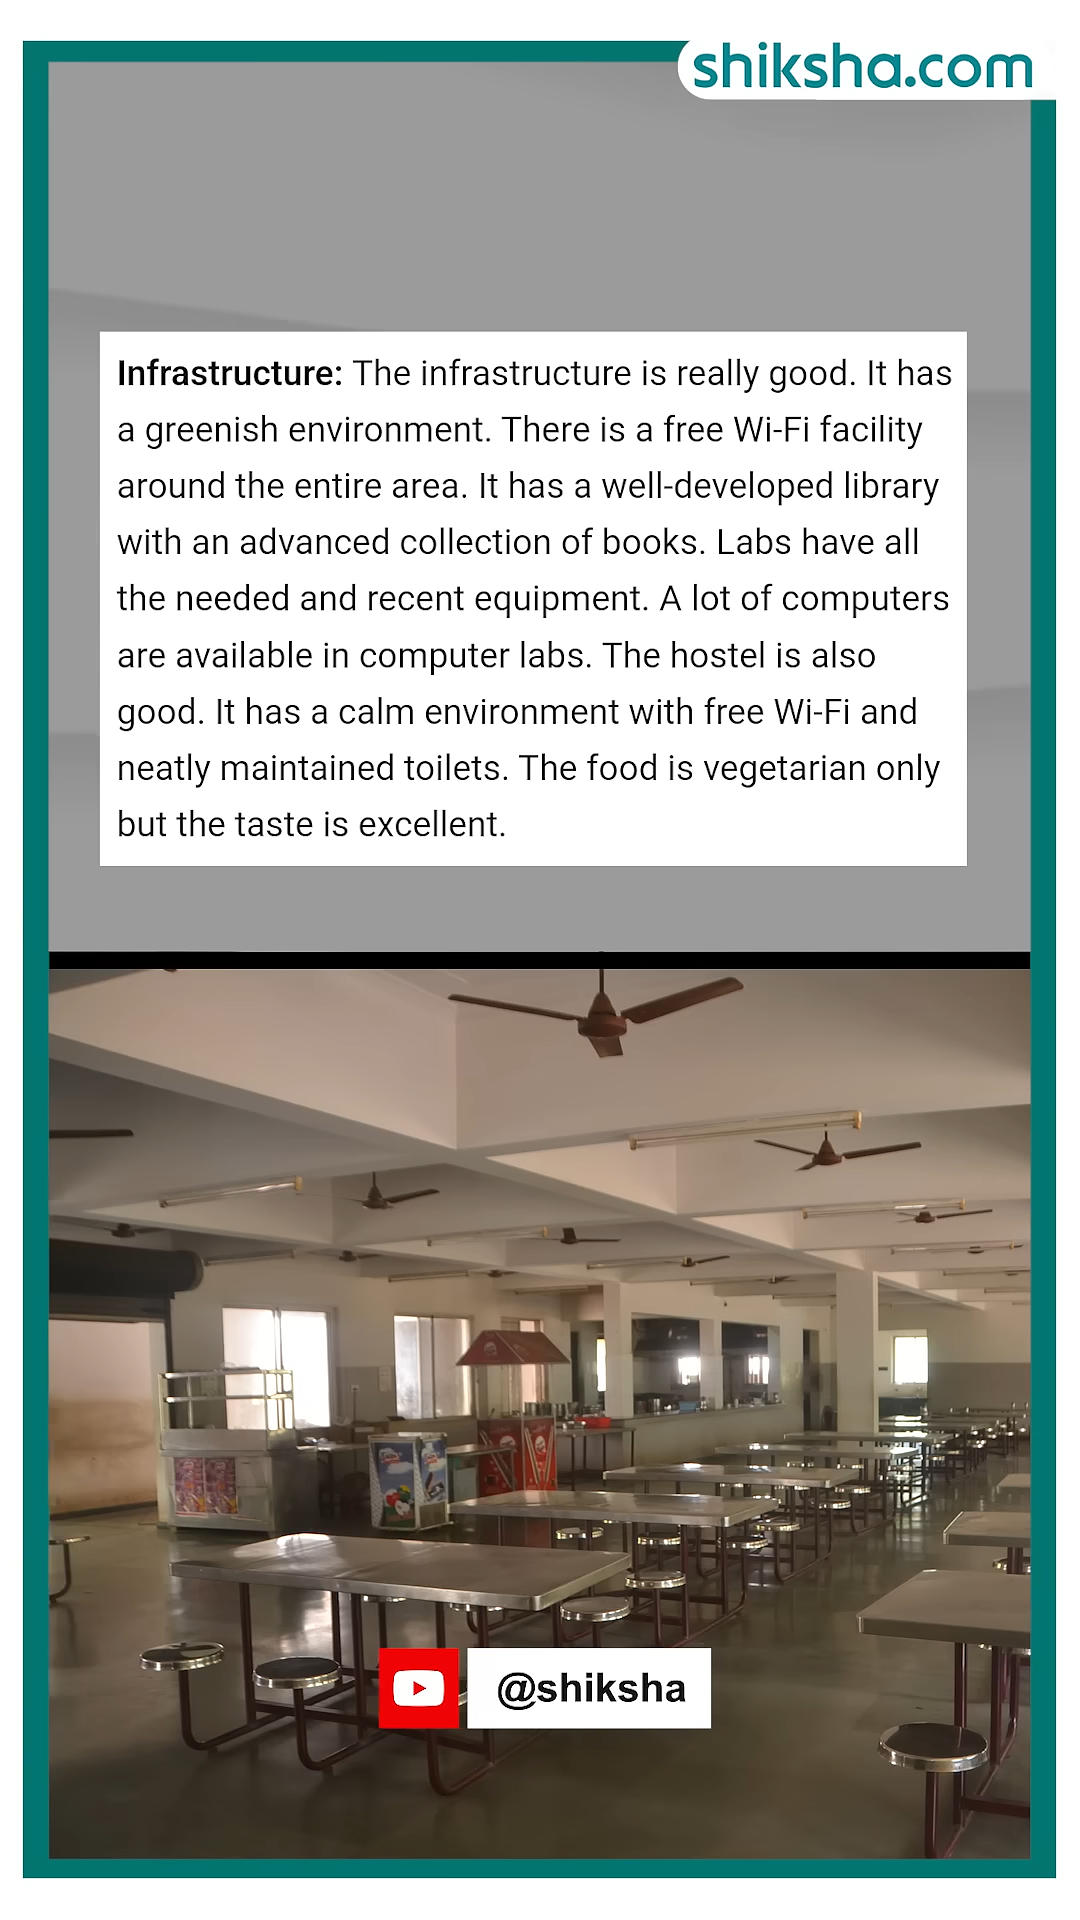 shiksha.com
Infrastructure: The infrastructure is really good. It has
a greenish environment. There is a free Wi-Fi facility
around the entire area. It has a well-developed library
with an advanced collection of books. Labs have all
the needed and recent equipment. A lot of computers
are available in computer labs. The hostel is also
good. It has a calm environment with free Wi-Fi and
neatly maintained toilets. The food is vegetarian only
but the taste is excellent.
@shiksha